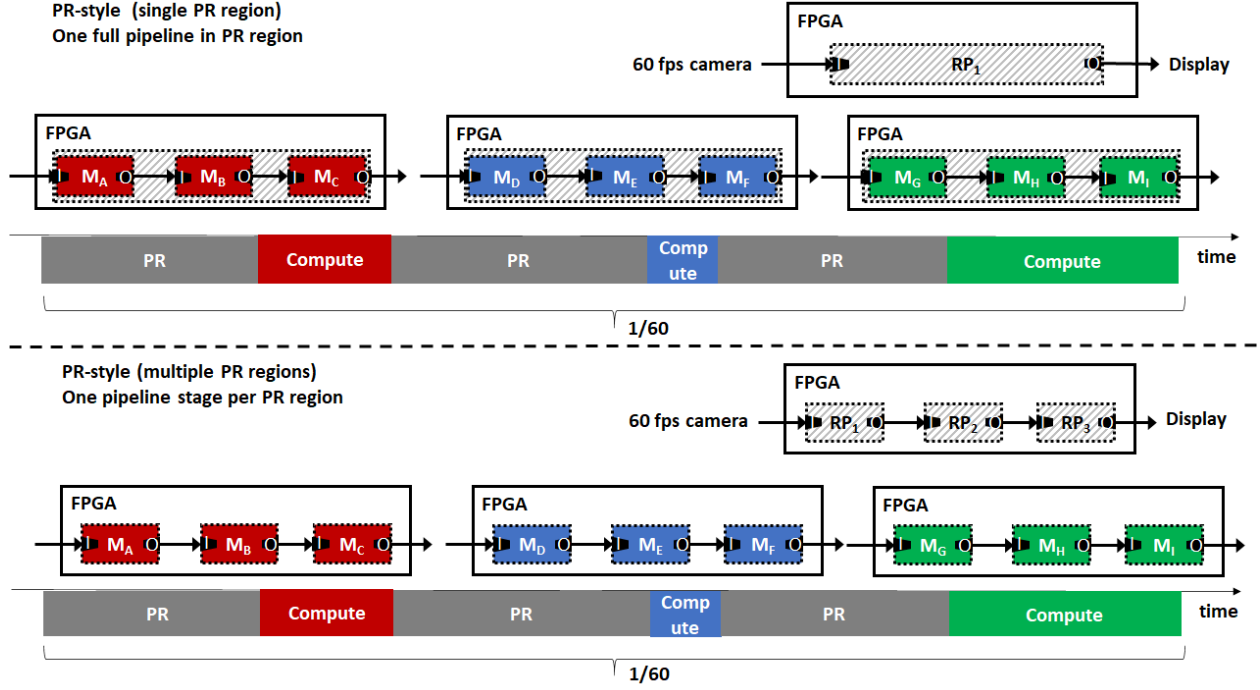 PR-style (single PR region)
One full pipeline in PR region
FPGA
60 fps camera
RP1
Display
FPGA
MA
MB
MC
FPGA
MD
ME
MF
FPGA
MG
MH
MI
PR
Compute
PR
Comp
ute
PR
Compute
time
1/60
PR-style (multiple PR regions)
One pipeline stage per PR region
FPGA
60 fps camera
RP1
RP2
RP3
Display
FPGA
MA
MB
MC
FPGA
MD
ME
MF
FPGA
MG
MH
MI
PR
Compute
PR
Comp
ute
PR
Compute
time
1/60